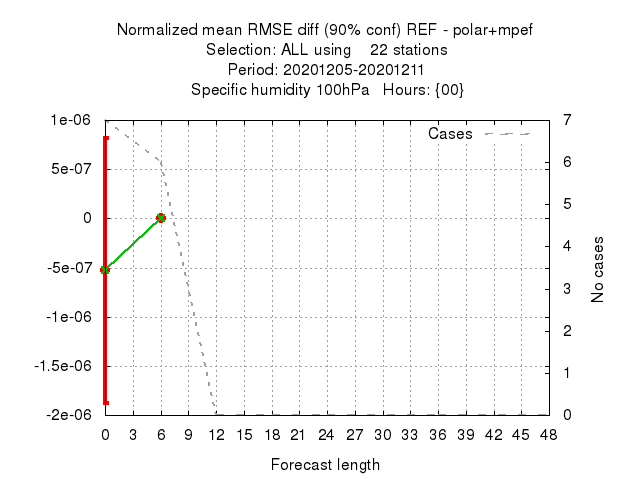 Normalized mean RMSE diff (90% conf) REF - polar+mpef
Selection: ALL using 22 stations
Period: 20201205-20201211
Specific humidity 100hPa Hours: {00}
1e-06
5e-07
0
-5e-07
-1e-06
-1.5e-06
-2e-06
Cases
7
6
5
4
3
2
1
0
No cases
0 3 6 9 12 15 18 21 24 27 30 33 36 39 42 45 48
Forecast length